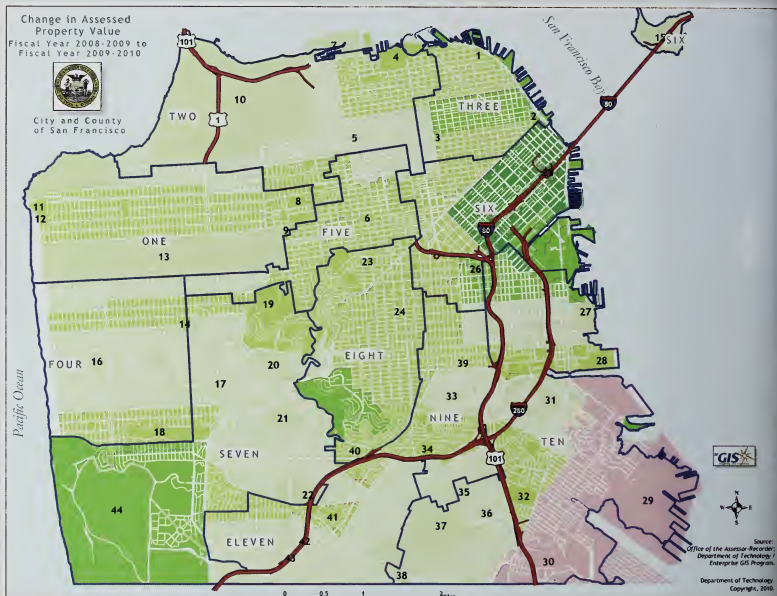 Change in Assessed
Property Value
Fiscal Year 2008-2009 to
Fiscal Year 2009-2010
City and County
of San Francisco
San Francisco Bay
Pacific Ocean
101
1
80
80
280
101
ONE
TWO
THREE
FOUR
FIVE
SIX
SIX
SEVEN
EIGHT
NINE
TEN
ELEVEN
1
2
3
4
5
6
7
8
9
10
11
12
13
14
15
16
17
18
19
20
21
22
23
24
26
27
28
29
30
31
32
33
34
35
36
37
38
39
40
41
42
43
44
GIS
N
W
E
S
Source:
Office of the Assessor-Recorder;
Department of Technology /
Enterprise GIS Program.
Department of Technology.
Copyright, 2010.
0 0.5 1 2